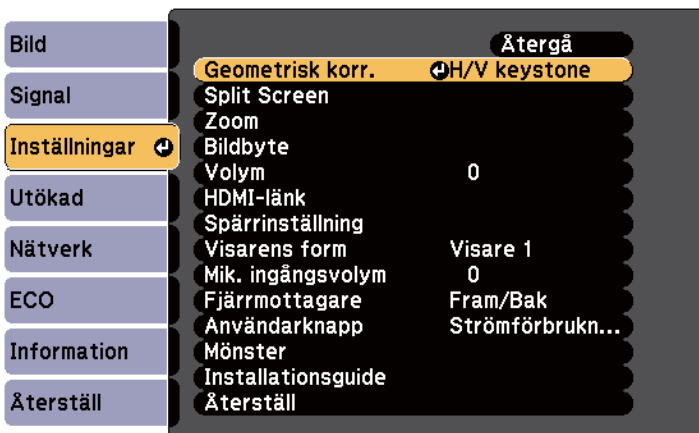 Bild
Signal
Inställningar
Utökad
Nätverk
ECO
Information
Återställ
Återgå
Geometrisk korr. H/V keystone
Split Screen
Zoom
Bildbyte
Volym 0
HDMI-länk
Spärrinställning
Visarens form Visare 1
Mik. ingångsvolym 0
Fjärrmottagare Fram/Bak
Användarknapp Strömförbrukn...
Mönster
Installationsguide
Återställ